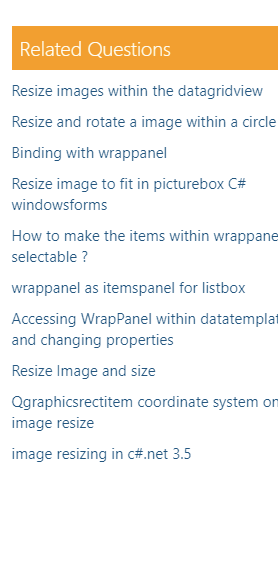 Related Questions
Resize images within the datagridview
Resize and rotate a image within a circle
Binding with wrappanel
Resize image to fit in picturebox C#
windowsforms
How to make the items within wrappane
selectable ?
wrappanel as itemspanel for listbox
Accessing WrapPanel within datatemplat
and changing properties
Resize Image and size
Qgraphicsrectitem coordinate system on
image resize
image resizing in c#.net 3.5